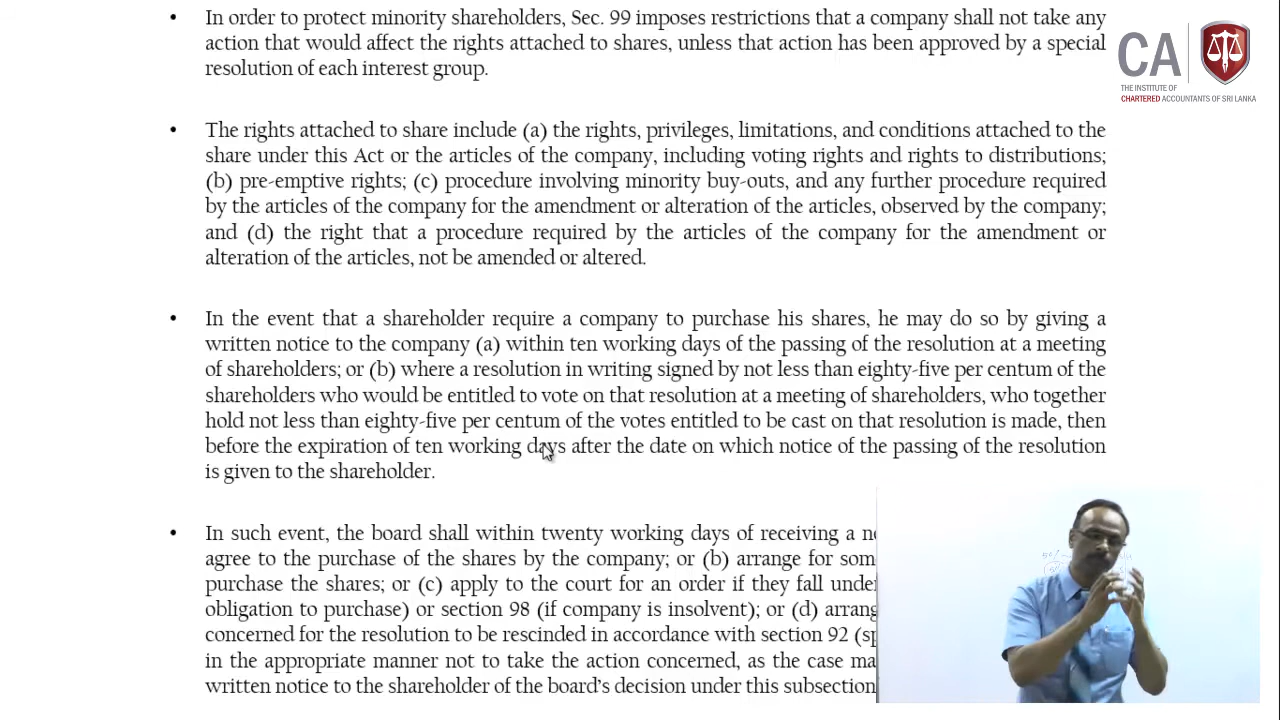 • In order to protect minority shareholders, Sec. 99 imposes restrictions that a company shall not take any
action that would affect the rights attached to shares, unless that action has been approved by a special
resolution of each interest group.
CA
THE INSTITUTE OF
CHARTERED ACCOUNTANTS OF SRI LANKA
• The rights attached to share include (a) the rights, privileges, limitations, and conditions attached to the
share under this Act or the articles of the company, including voting rights and rights to distributions;
(b) pre-emptive rights; (c) procedure involving minority buy-outs, and any further procedure required
by the articles of the company for the amendment or alteration of the articles, observed by the company;
and (d) the right that a procedure required by the articles of the company for the amendment or
alteration of the articles, not be amended or altered.
• In the event that a shareholder require a company to purchase his shares, he may do so by giving a
written notice to the company (a) within ten working days of the passing of the resolution at a meeting
of shareholders; or (b) where a resolution in writing signed by not less than eighty-five per centum of the
shareholders who would be entitled to vote on that resolution at a meeting of shareholders, who together
hold not less than eighty-five per centum of the votes entitled to be cast on that resolution is made, then
before the expiration of ten working days after the date on which notice of the passing of the resolution
is given to the shareholder.
• In such event, the board shall within twenty working days of receiving a
agree to the purchase of the shares by the company; or (b) arrange for
purchase the shares; or (c) apply to the court for an order if they fall
obligation to purchase) or section 98 (if company is insolvent); or (d)
concerned for the resolution to be rescinded in accordance with section 92
in the appropriate manner not to take the action concerned, as the case
written notice to the shareholder of the board's decision under this subsection